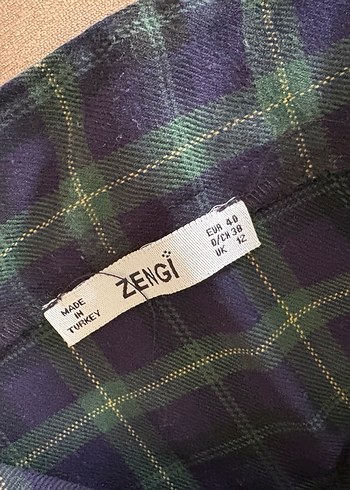 MADE
IN
TURKEY
ZENGi
EUR 40
D/CH 38
UK 12